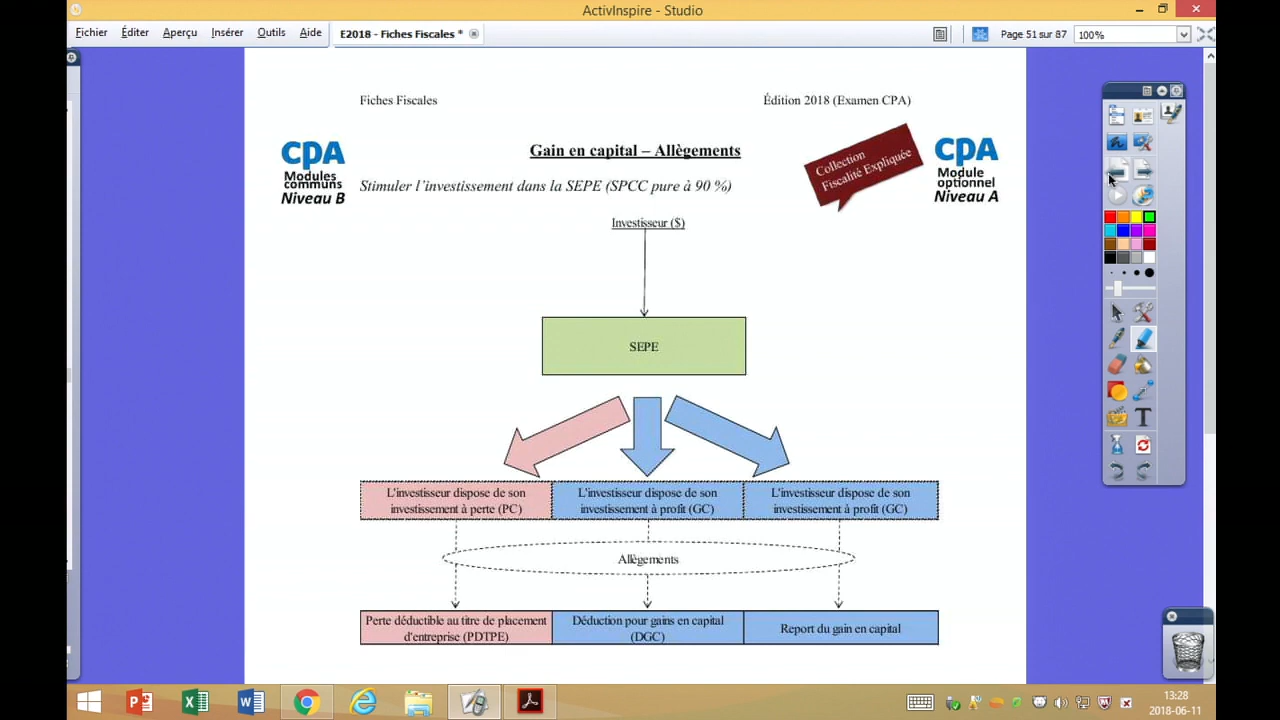 ActivInspire - Studio
Fichier Éditer Aperçu Insérer Outils Aide E2018 - Fiches Fiscales * Page 51 sur 87 100%
Fiches Fiscales Édition 2018 (Examen CPA)
CPA
Modules
communs
Niveau B
Gain en capital – Allègements
Stimuler l'investissement dans la SEPE (SPCC pure à 90 %)
Collection
Fiscalité Expliquée
CPA
Module
optionnel
Niveau A
Investisseur ($)
SEPE
L'investisseur dispose de son
investissement à perte (PC)
L'investisseur dispose de son
investissement à profit (GC)
L'investisseur dispose de son
investissement à profit (GC)
Allègements
Perte déductible au titre de placement
d'entreprise (PDTPE)
Déduction pour gains en capital
(DGC)
Report du gain en capital
13:28
2018-06-11